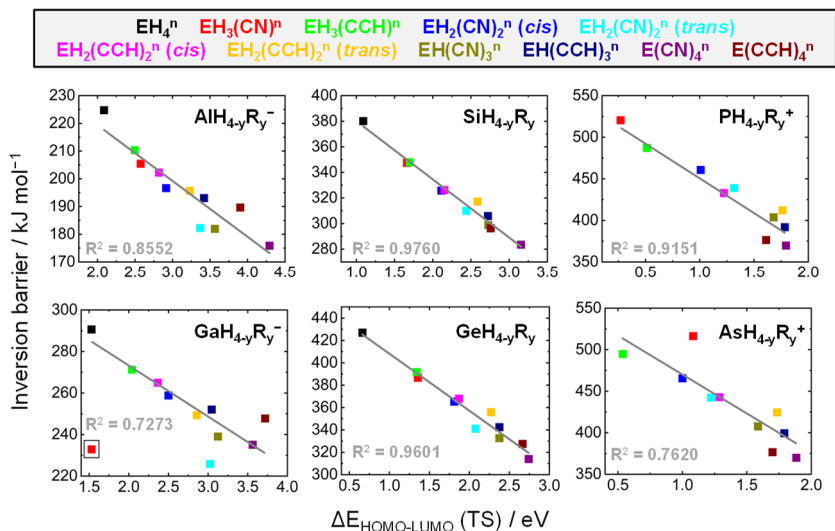 EH₄ⁿ EH₃(CN)ⁿ EH₃(CCH)ⁿ EH₂(CN)₂ⁿ (cis) EH₂(CN)₂ⁿ (trans)
EH₂(CCH)₂ⁿ (cis) EH₂(CCH)₂ⁿ (trans) EH(CN)₃ⁿ EH(CCH)₃ⁿ E(CN)₄ⁿ E(CCH)₄ⁿ
Inversion barrier / kJ mol⁻¹
AlH₄₋yRy⁻
230
220
210
200
190
180
170
R² = 0.8552
2.0 2.5 3.0 3.5 4.0 4.5
SiH₄₋yRy
400
380
360
340
320
300
280
R² = 0.9760
1.0 1.5 2.0 2.5 3.0 3.5
PH₄₋yRy⁺
550
500
450
400
350
R² = 0.9151
0.5 1.0 1.5 2.0
GaH₄₋yRy⁻
300
280
260
240
220
R² = 0.7273
1.5 2.0 2.5 3.0 3.5 4.0
GeH₄₋yRy
440
420
400
380
360
340
320
300
R² = 0.9601
0.5 1.0 1.5 2.0 2.5 3.0
AsH₄₋yRy⁺
550
500
450
400
350
R² = 0.7620
0.5 1.0 1.5 2.0
ΔE_HOMO-LUMO (TS) / eV